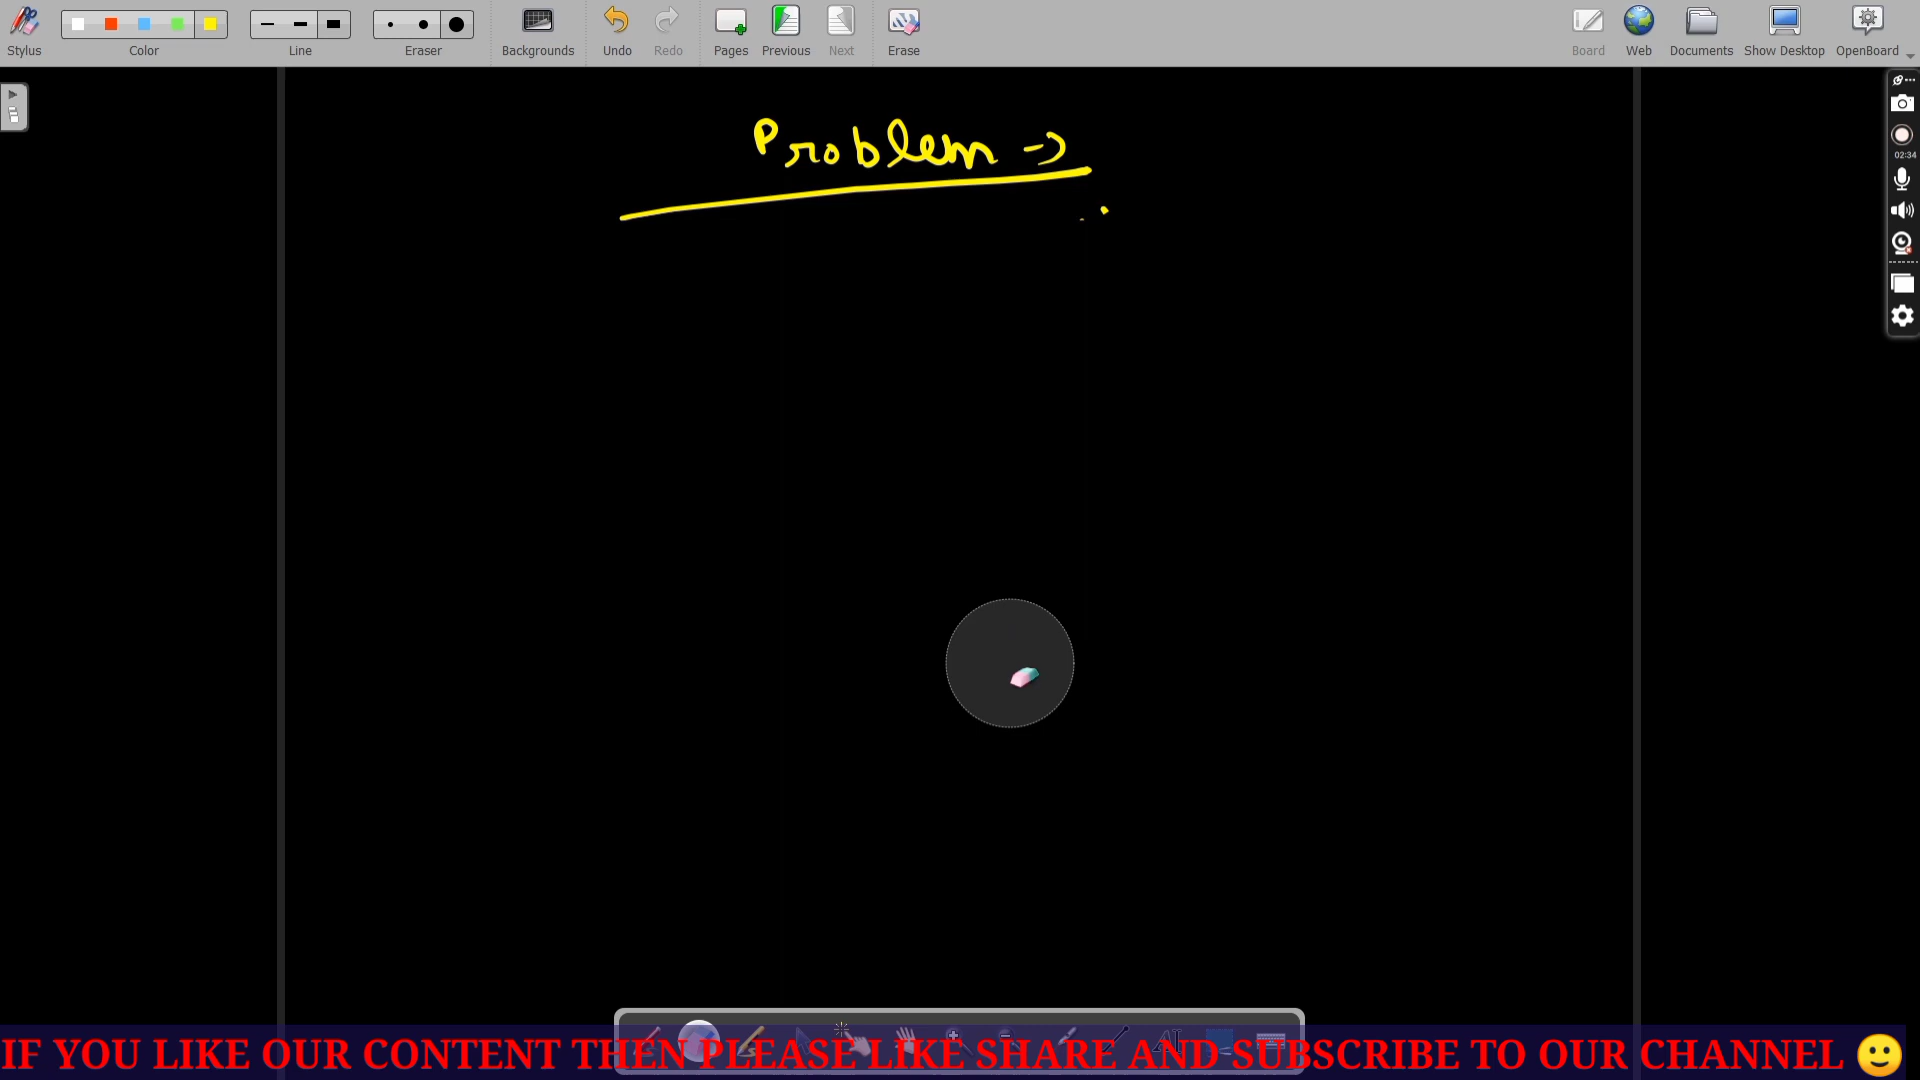 Stylus Color Line Eraser Backgrounds Undo Redo Pages Previous Next Erase Board Web Documents Show Desktop OpenBoard
02:34
Problem →
IF YOU LIKE OUR CONTENT THEN PLEASE LIKE SHARE AND SUBSCRIBE TO OUR CHANNEL 🙂